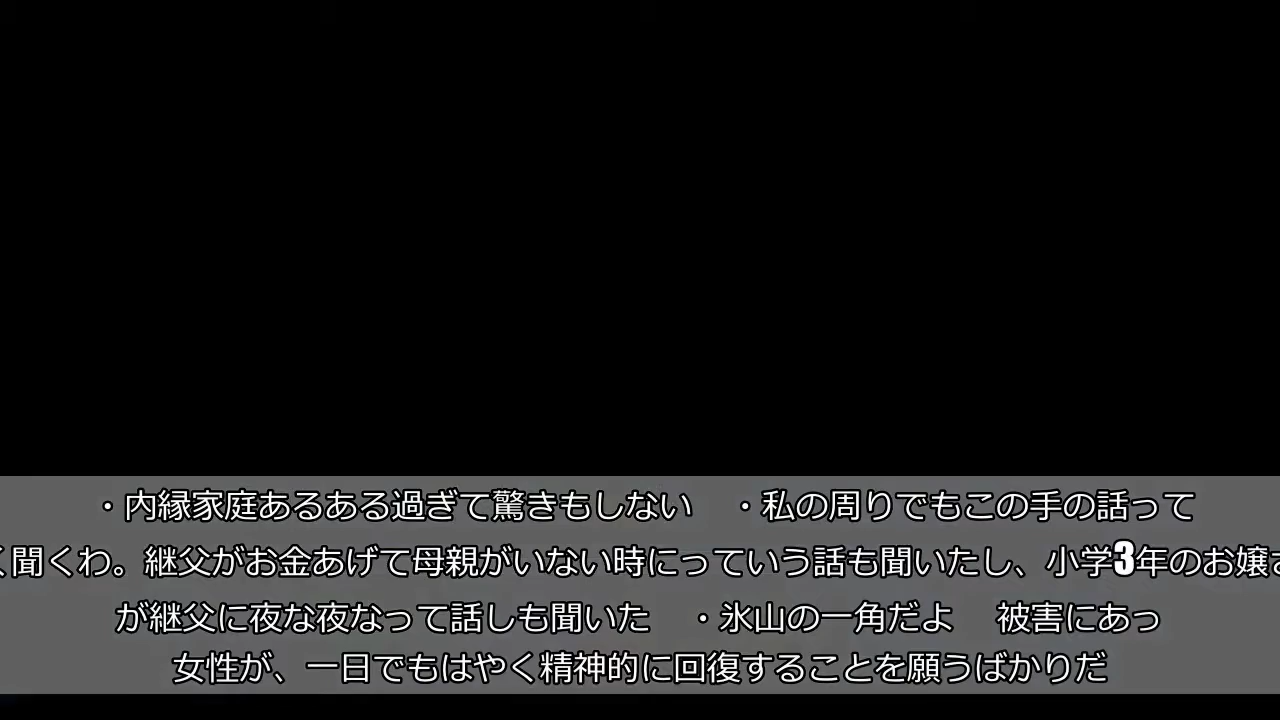 ・内縁家庭あるある過ぎて驚きもしない　・私の周りでもこの手の話って
く聞くわ。継父がお金あげて母親がいない時にっていう話も聞いたし、小学3年のお嬢さ
が継父に夜な夜なって話しも聞いた　・氷山の一角だよ　被害にあっ
女性が、一日でもはやく精神的に回復することを願うばかりだ